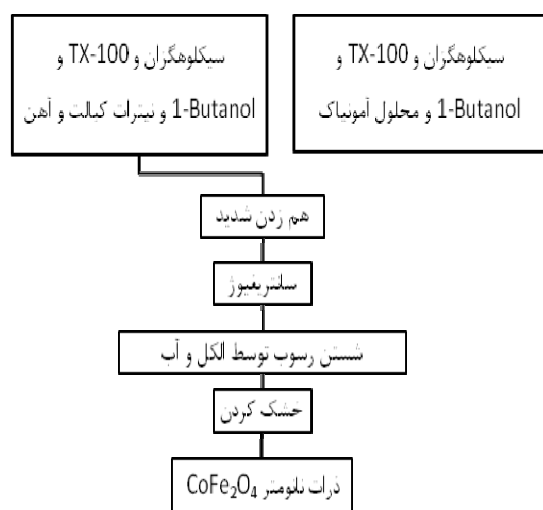 سیکلوهگزان و TX-100 و
1-Butanol و محلول آمونیاک
سیکلوهگزان و TX-100 و
1-Butanol و نیترات کبالت و آهن
هم زدن شدید
سانتریفیوژ
شستن رسوب توسط الکل و آب
خشک کردن
ذرات نانومتر CoFe₂O₄